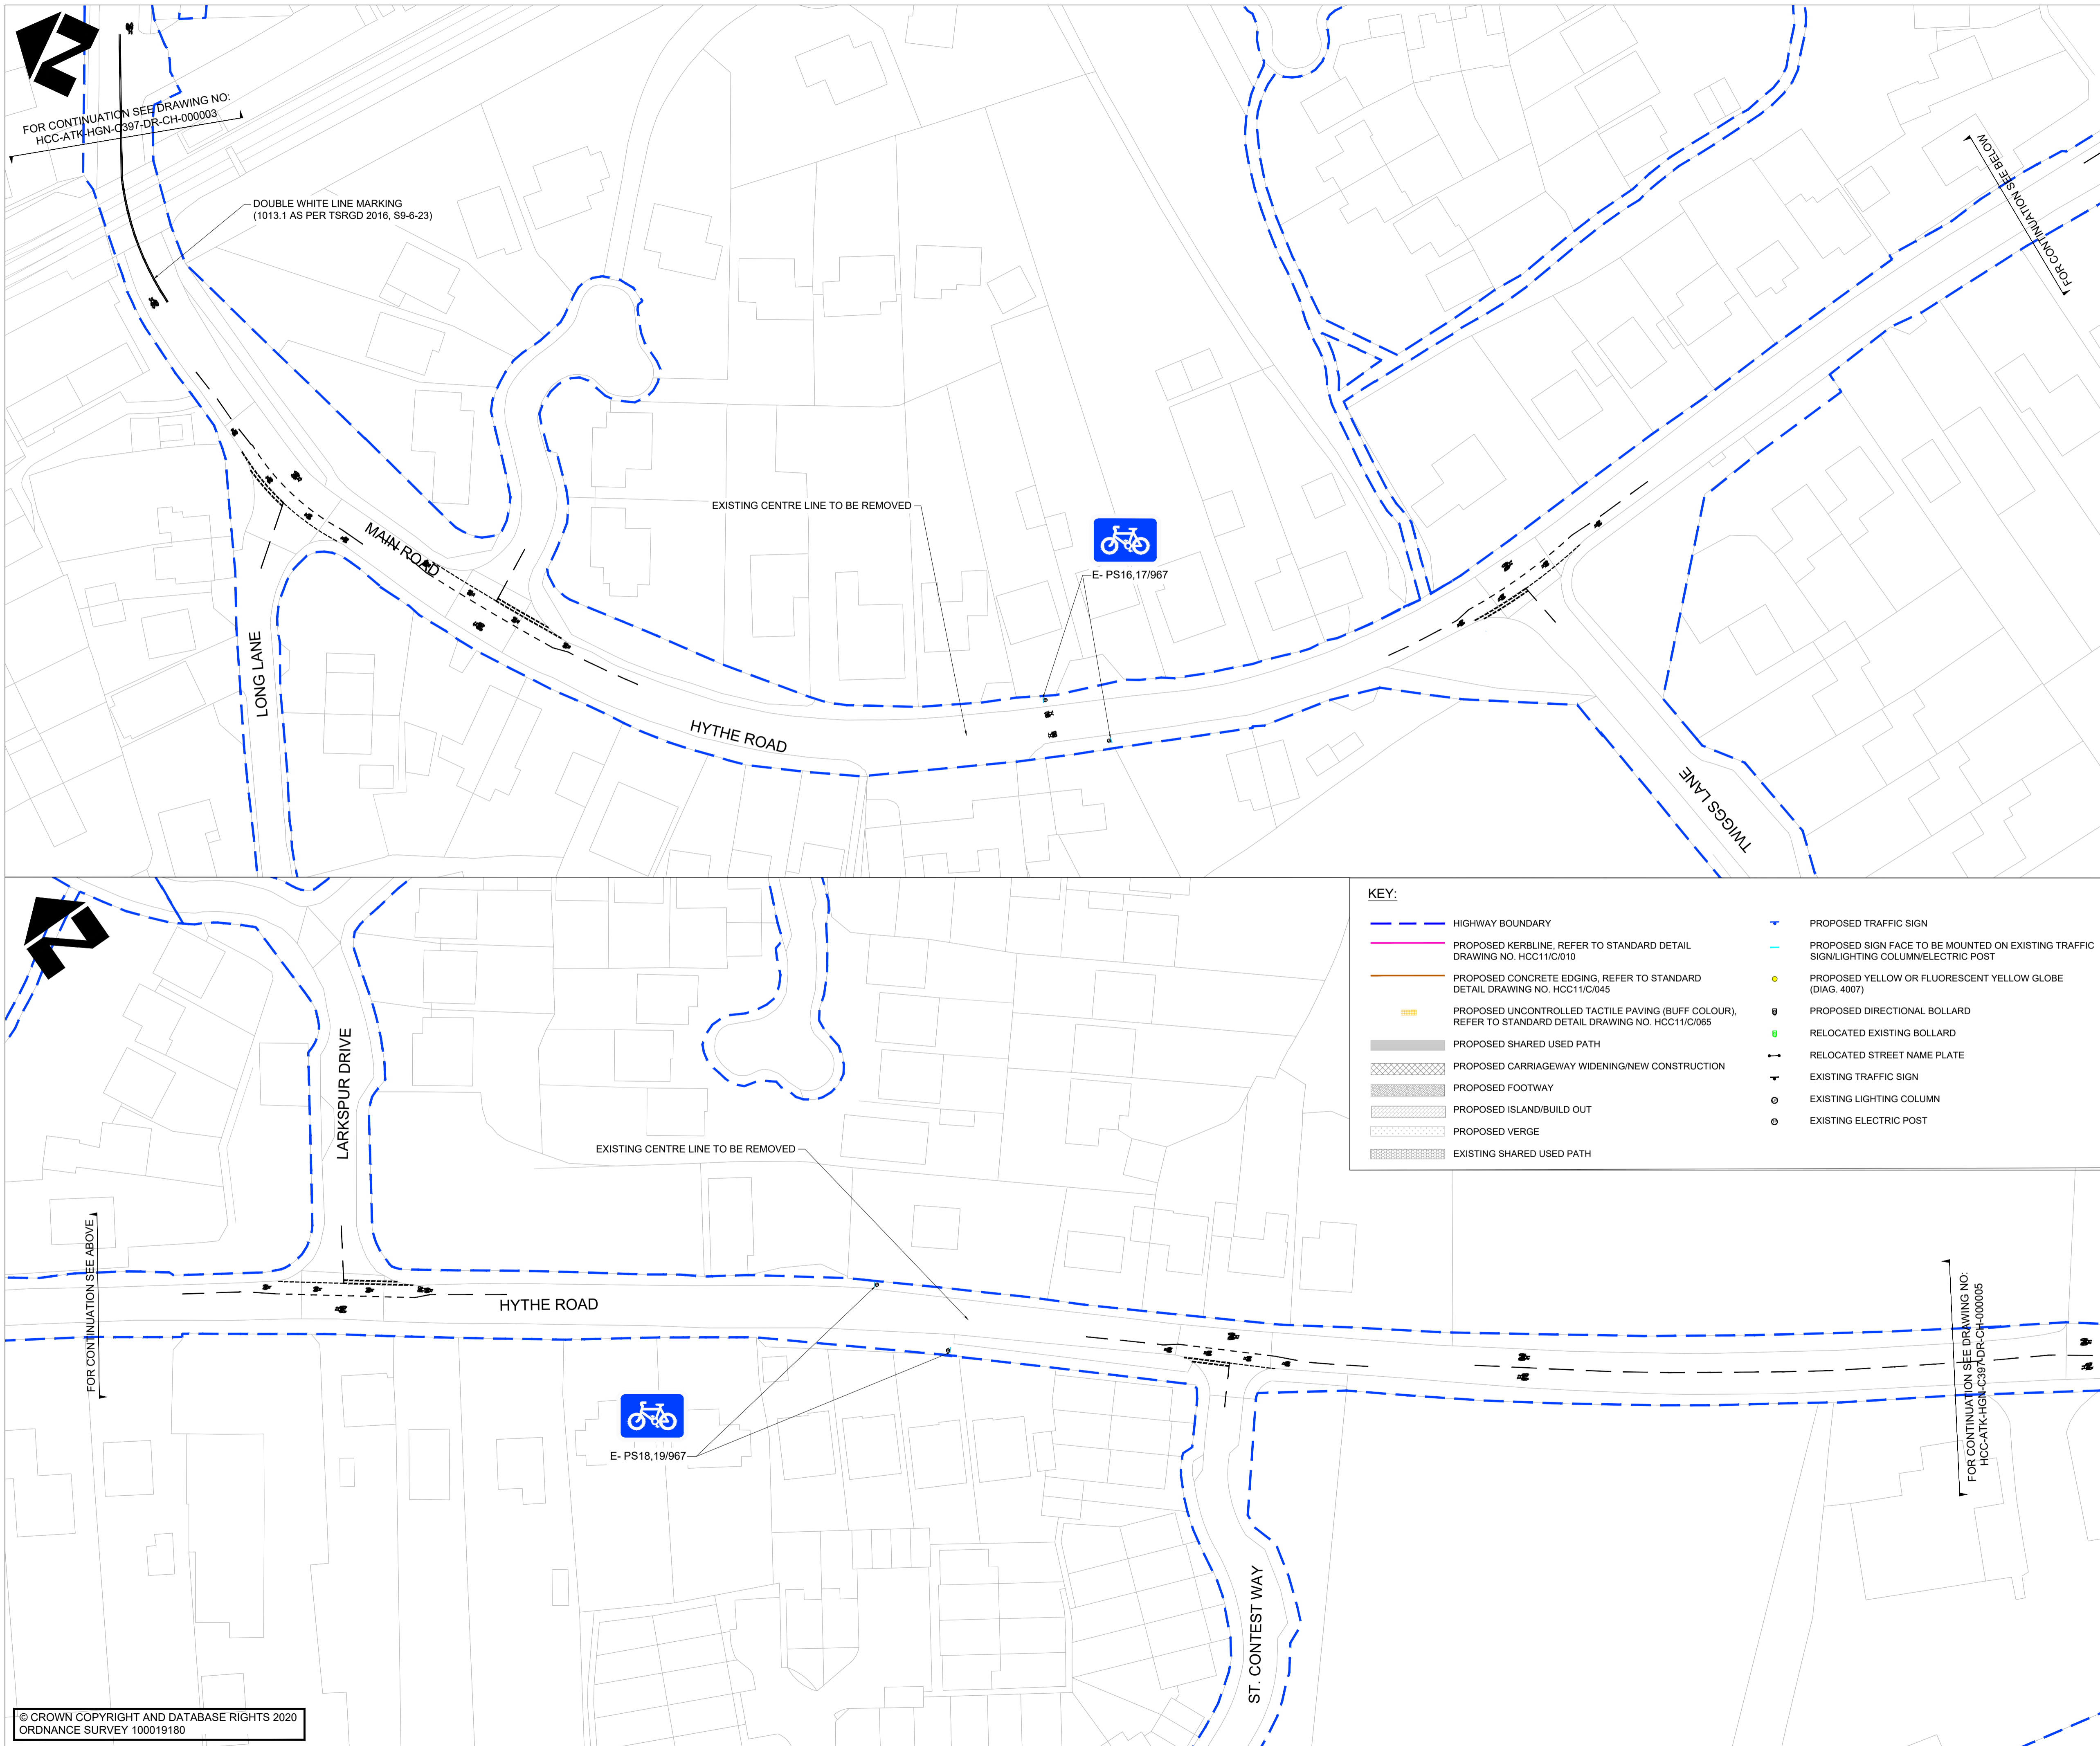 FOR CONTINUATION SEE DRAWING NO:
HCC-ATK-HGN-C397-DR-CH-000003
DOUBLE WHITE LINE MARKING
(1013.1 AS PER TSRGD 2016, S9-6-23)
FOR CONTINUATION SEE BELOW
EXISTING CENTRE LINE TO BE REMOVED
E- PS16,17/967
MAIN ROAD
LONG LANE
HYTHE ROAD
TWIGGS LANE
KEY:
HIGHWAY BOUNDARY
PROPOSED KERBLINE, REFER TO STANDARD DETAIL
DRAWING NO. HCC11/C/010
PROPOSED CONCRETE EDGING, REFER TO STANDARD
DETAIL DRAWING NO. HCC11/C/045
PROPOSED UNCONTROLLED TACTILE PAVING (BUFF COLOUR),
REFER TO STANDARD DETAIL DRAWING NO. HCC11/C/065
PROPOSED SHARED USED PATH
PROPOSED CARRIAGEWAY WIDENING/NEW CONSTRUCTION
PROPOSED FOOTWAY
PROPOSED ISLAND/BUILD OUT
PROPOSED VERGE
EXISTING SHARED USED PATH
PROPOSED TRAFFIC SIGN
PROPOSED SIGN FACE TO BE MOUNTED ON EXISTING TRAFFIC
SIGN/LIGHTING COLUMN/ELECTRIC POST
PROPOSED YELLOW OR FLUORESCENT YELLOW GLOBE
(DIAG. 4007)
PROPOSED DIRECTIONAL BOLLARD
RELOCATED EXISTING BOLLARD
RELOCATED STREET NAME PLATE
EXISTING TRAFFIC SIGN
EXISTING LIGHTING COLUMN
EXISTING ELECTRIC POST
LARKSPUR DRIVE
EXISTING CENTRE LINE TO BE REMOVED
FOR CONTINUATION SEE ABOVE
HYTHE ROAD
E- PS18,19/967
FOR CONTINUATION SEE DRAWING NO:
HCC-ATK-HGN-C397-DR-CH-000005
ST. CONTEST WAY
© CROWN COPYRIGHT AND DATABASE RIGHTS 2020
ORDNANCE SURVEY 100019180